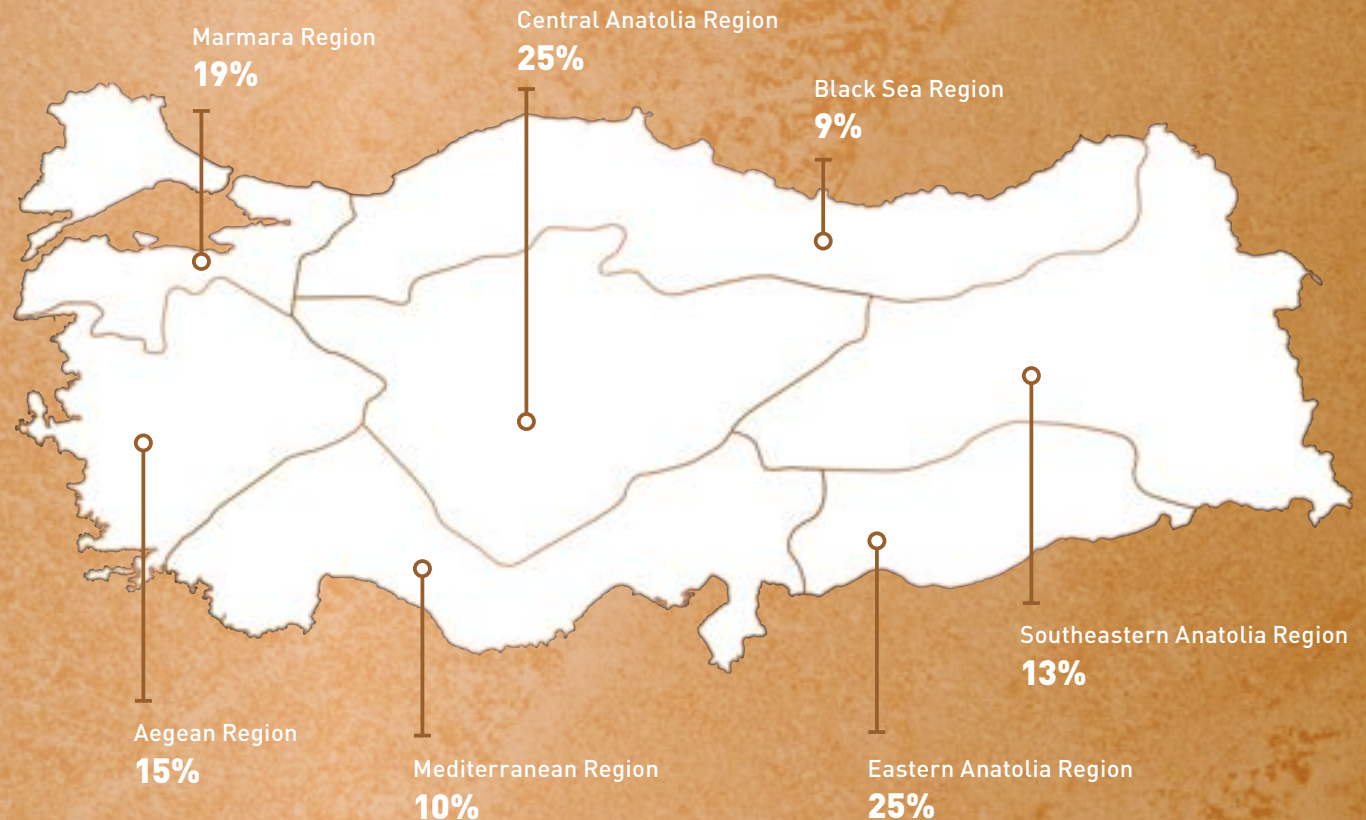 Central Anatolia Region
25%
Marmara Region
19%
Black Sea Region
9%
Southeastern Anatolia Region
13%
Aegean Region
15%
Mediterranean Region
10%
Eastern Anatolia Region
25%